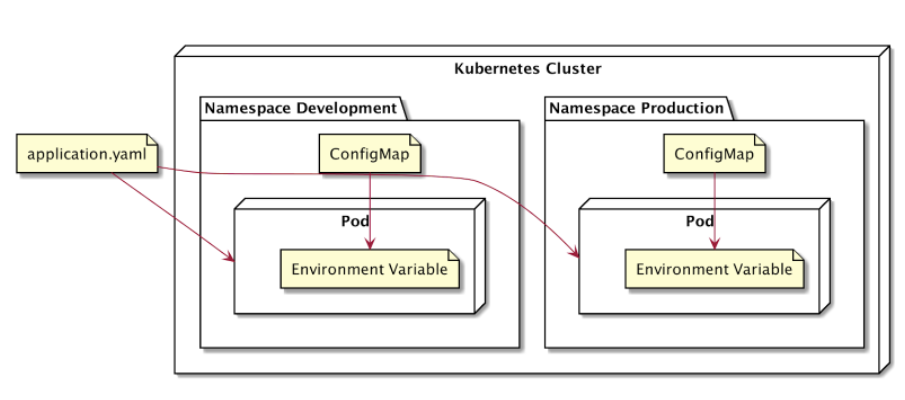 Kubernetes Cluster
Namespace Development
Namespace Production
application.yaml
ConfigMap
ConfigMap
Pod
Pod
Environment Variable
Environment Variable